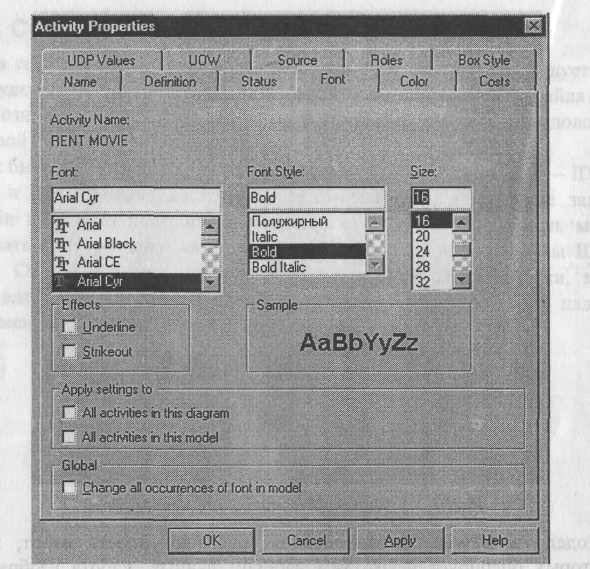 Activity Properties
UDP Values UOW Source Roles Box Style
Name Definition Status Font Color Costs
Activity Name:
RENT MOVIE
Font: Font Style: Size:
Arial Cyr Bold 16
Arial Полужирный 16
Arial Black Italic 20
Arial CE Bold 24
Arial Cyr Bold Italic 28
32
Effects Sample
Underline
Strikeout
AaBbYyZz
Apply settings to
All activities in this diagram
All activities in this model
Global
Change all occurrences of font in model
OK Cancel Apply Help